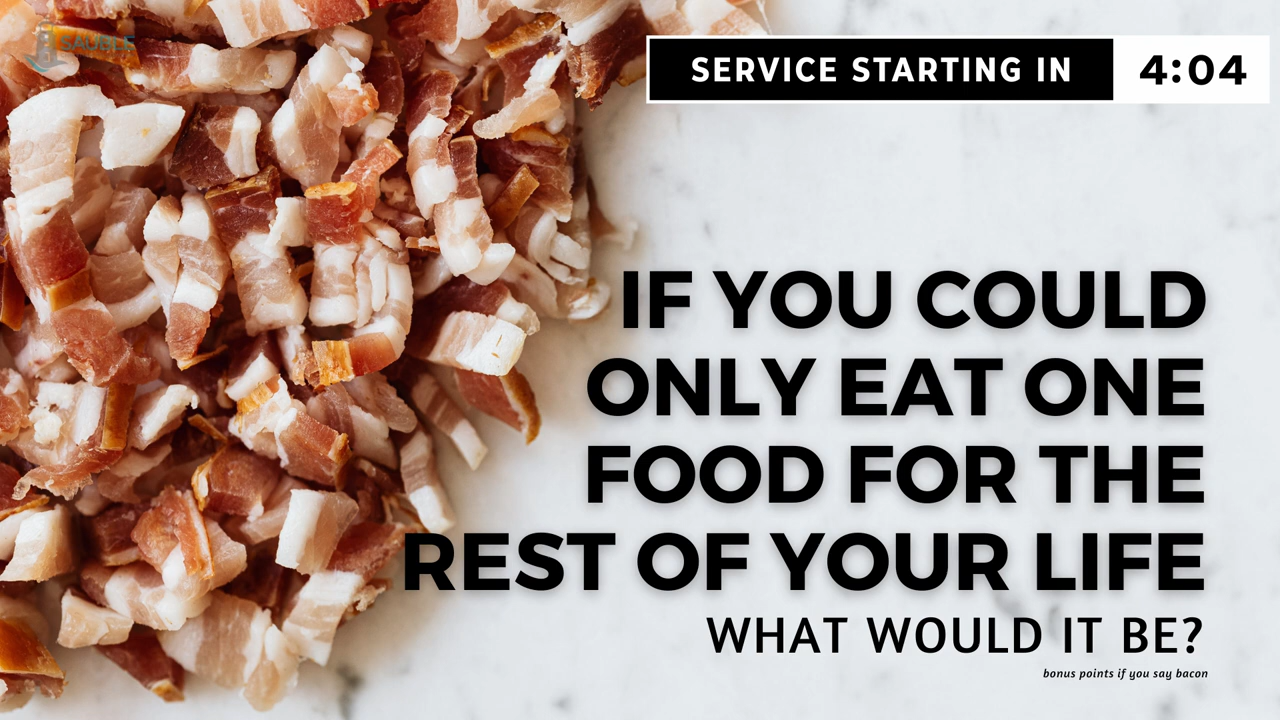 SAUBLE
SERVICE STARTING IN 4:04
IF YOU COULD
ONLY EAT ONE
FOOD FOR THE
REST OF YOUR LIFE
WHAT WOULD IT BE?
bonus points if you say bacon